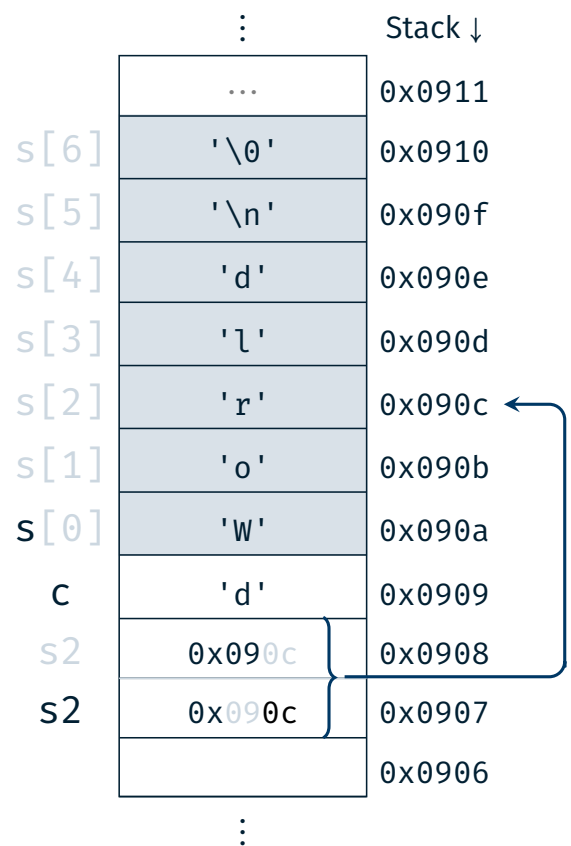 ⋮ Stack ↓
... 0x0911
s[6] '\0' 0x0910
s[5] '\n' 0x090f
s[4] 'd' 0x090e
s[3] 'l' 0x090d
s[2] 'r' 0x090c
s[1] 'o' 0x090b
s[0] 'W' 0x090a
c 'd' 0x0909
s2 0x090c 0x0908
s2 0x090c 0x0907
0x0906
⋮